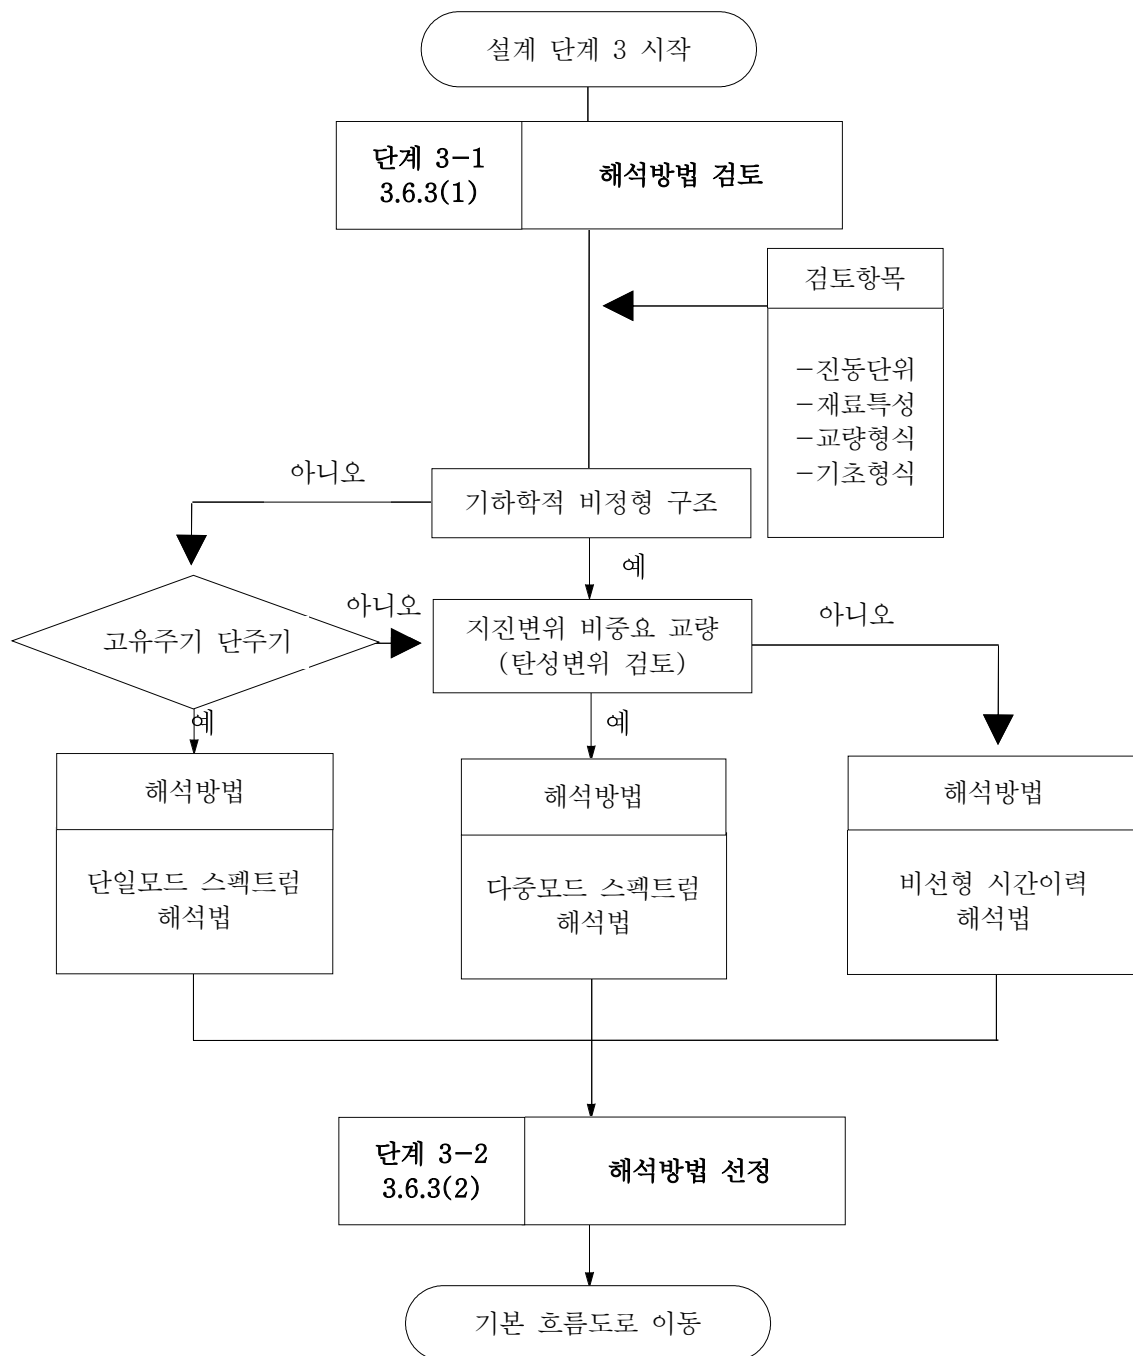 설계 단계 3 시작
단계 3-1
3.6.3(1)
해석방법 검토
검토항목
-진동단위
-재료특성
-교량형식
-기초형식
아니오
기하학적 비정형 구조
예
고유주기 단주기
아니오
지진변위 비중요 교량
(탄성변위 검토)
아니오
예
예
해석방법
단일모드 스펙트럼
해석법
해석방법
다중모드 스펙트럼
해석법
해석방법
비선형 시간이력
해석법
단계 3-2
3.6.3(2)
해석방법 선정
기본 흐름도로 이동